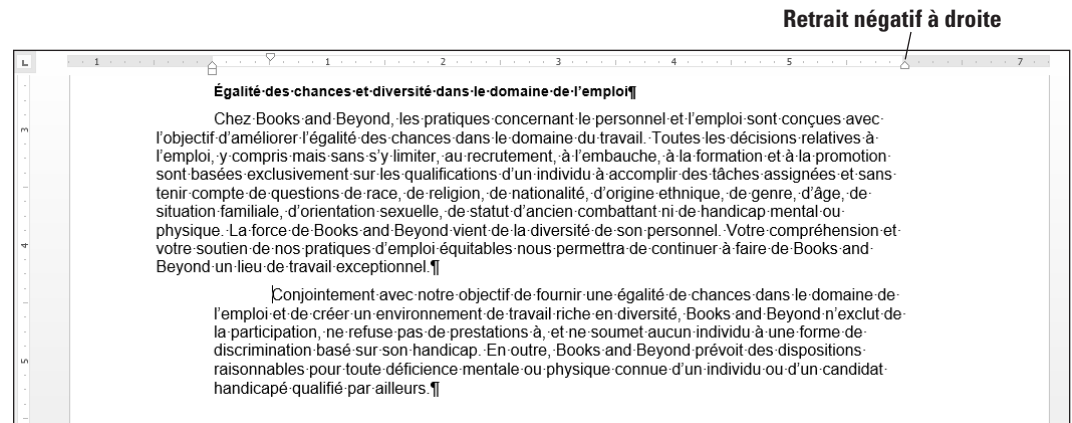 Retrait négatif à droite
1 1 2 3 4 5 7
Égalité·des·chances·et·diversité·dans·le·domaine·de·l’emploi¶
Chez·Books·and·Beyond,·les·pratiques·concernant·le·personnel·et·l’emploi·sont·conçues·avec·
l’objectif·d’améliorer·l’égalité·des·chances·dans·le·domaine·du·travail.·Toutes·les·décisions·relatives·à·
l’emploi,·y·compris·mais·sans·s’y·limiter,·au·recrutement,·à·l’embauche,·à·la·formation·et·à·la·promotion·
sont·basées·exclusivement·sur·les·qualifications·d’un·individu·à·accomplir·des·tâches·assignées·et·sans·
tenir·compte·de·questions·de·race,·de·religion,·de·nationalité,·d’origine·ethnique,·de·genre,·d’âge,·de·
situation·familiale,·d’orientation·sexuelle,·de·statut·d’ancien·combattant·ni·de·handicap·mental·ou·
physique.·La·force·de·Books·and·Beyond·vient·de·la·diversité·de·son·personnel.·Votre·compréhension·et·
votre·soutien·de·nos·pratiques·d’emploi·équitables·nous·permettra·de·continuer·à·faire·de·Books·and·
Beyond·un·lieu·de·travail·exceptionnel.¶
Conjointement·avec·notre·objectif·de·fournir·une·égalité·de·chances·dans·le·domaine·de·
l’emploi·et·de·créer·un·environnement·de·travail·riche·en·diversité,·Books·and·Beyond·n’exclut·de·
la·participation,·ne·refuse·pas·de·prestations·à,·et·ne·soumet·aucun·individu·à·une·forme·de·
discrimination·basé·sur·son·handicap.·En·outre,·Books·and·Beyond·prévoit·des·dispositions·
raisonnables·pour·toute·déficience·mentale·ou·physique·connue·d’un·individu·ou·d’un·candidat·
handicapé·qualifié·par·ailleurs.¶
3
4
5